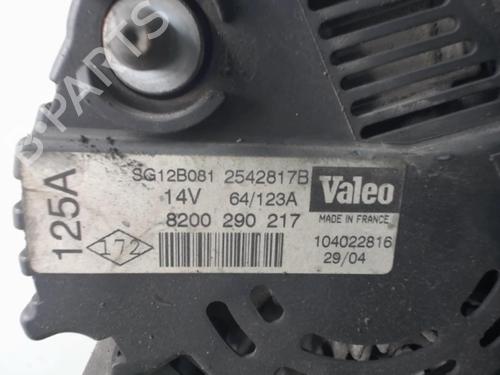 B-PARTS
125A
SG12B081 2542817B
14V 64/123A
8200 290 217
172
Valeo
MADE IN FRANCE
104022816
29/04